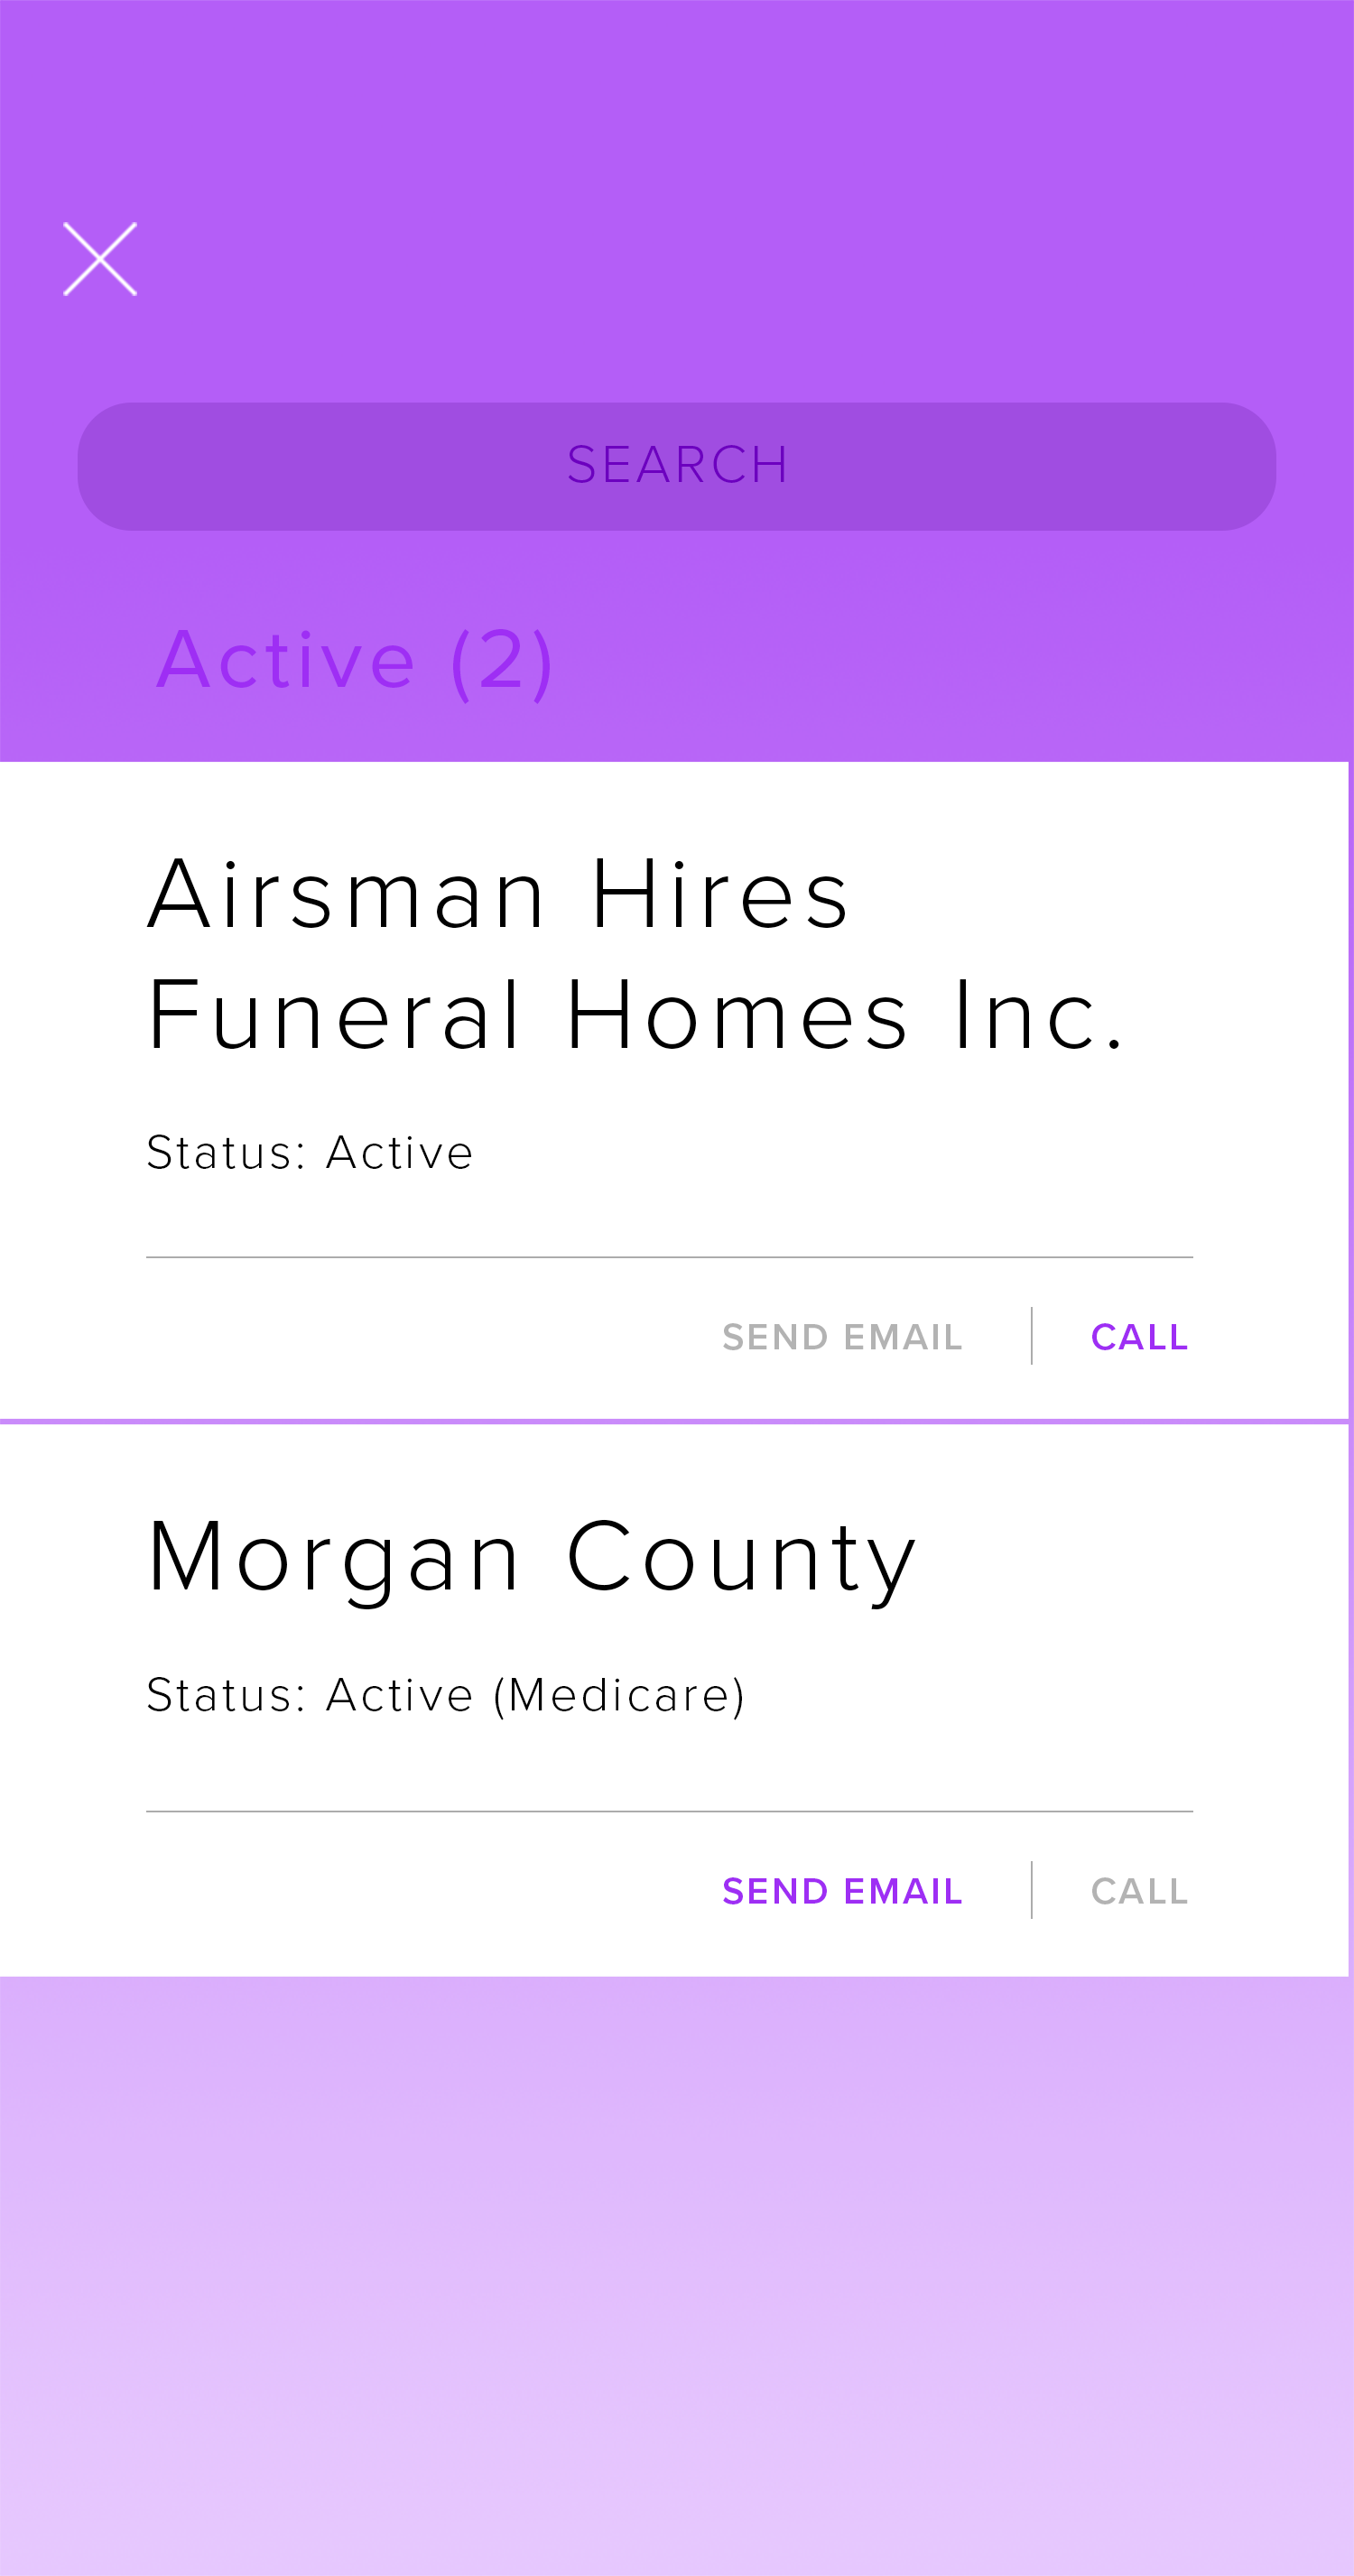 SEARCH
Active (2)
Airsman Hires
Funeral Homes Inc.
Status: Active
SEND EMAIL CALL
Morgan County
Status: Active (Medicare)
SEND EMAIL CALL